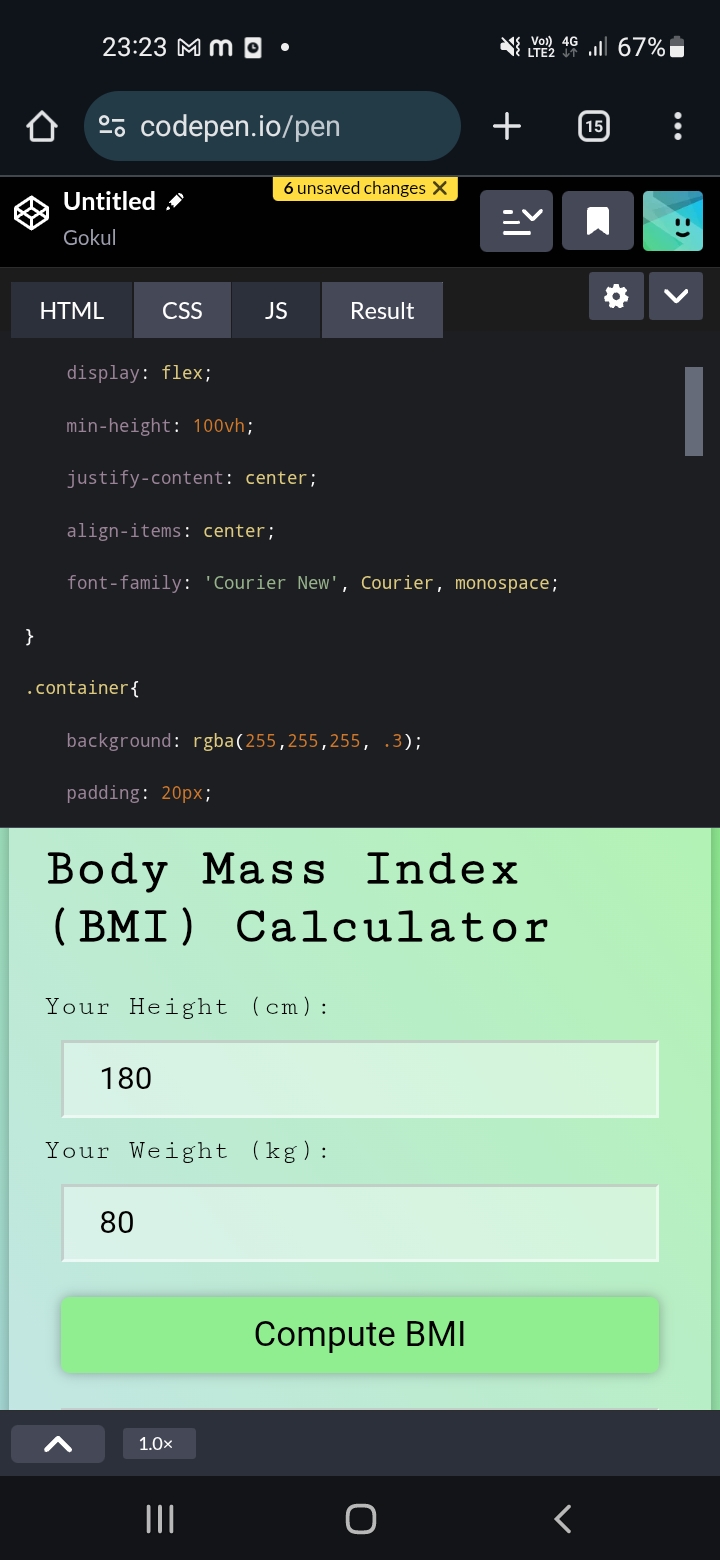 23:23
Vo)) LTE2 4G 67%
codepen.io/pen
15
6 unsaved changes
Untitled
Gokul
HTML CSS JS Result
display: flex;
min-height: 100vh;
justify-content: center;
align-items: center;
font-family: 'Courier New', Courier, monospace;
}
.container{
background: rgba(255,255,255, .3);
padding: 20px;
Body Mass Index
(BMI) Calculator
Your Height (cm):
180
Your Weight (kg):
80
Compute BMI
1.0×